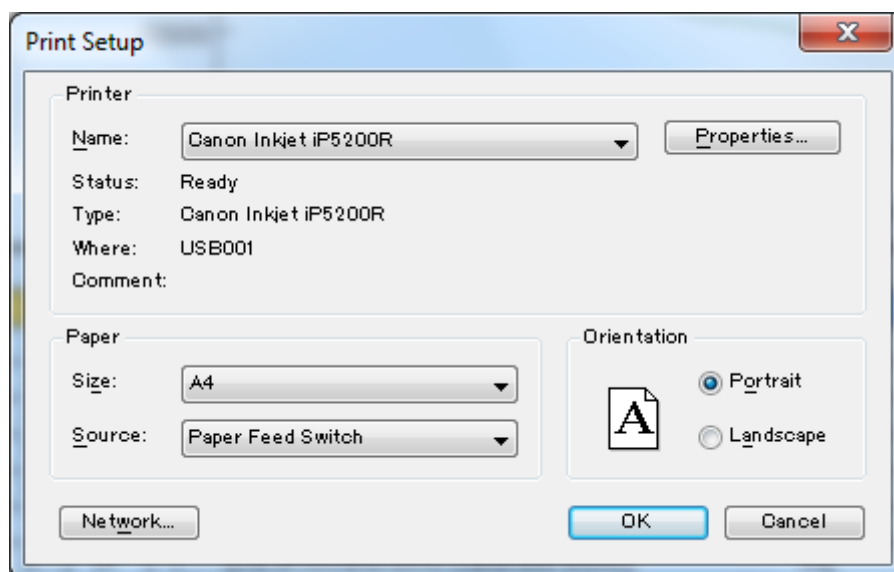 Print Setup
Printer
Name: Canon Inkjet iP5200R Properties...
Status: Ready
Type: Canon Inkjet iP5200R
Where: USB001
Comment:
Paper
Size: A4
Source: Paper Feed Switch
Orientation
A
Portrait
Landscape
Network... OK Cancel